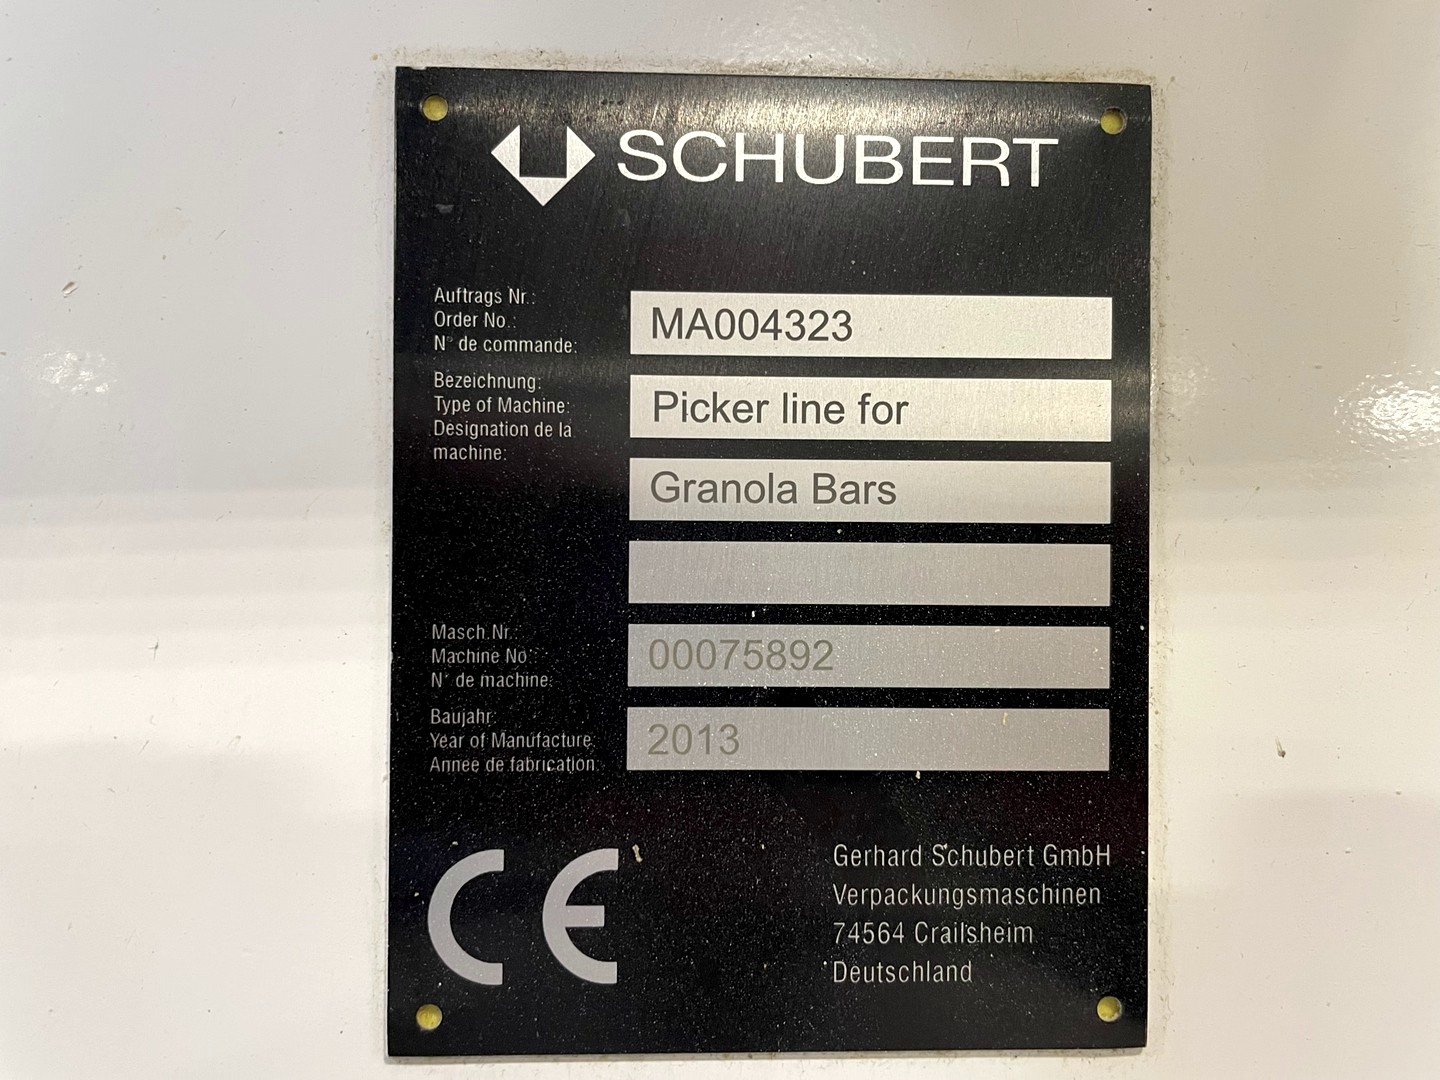 SCHUBERT
Auftrags Nr.:
Order No.:
N° de commande:
MA004323
Bezeichnung:
Type of Machine:
Désignation de la
machine:
Picker line for
Granola Bars
Masch.Nr.:
Machine No.:
N° de machine:
00075892
Baujahr:
Year of Manufacture:
Année de fabrication:
2013
CE
Gerhard Schubert GmbH
Verpackungsmaschinen
74564 Crailsheim
Deutschland